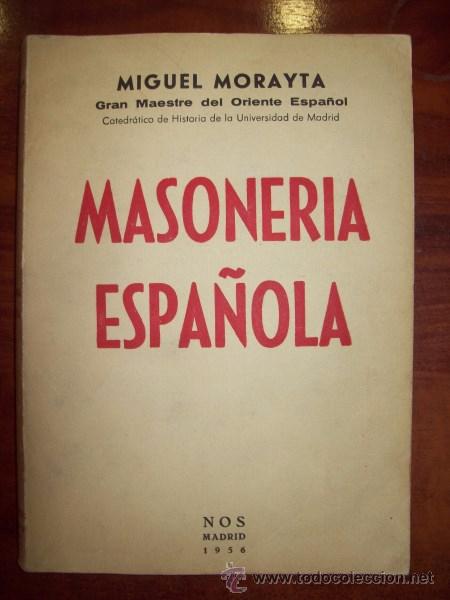 MIGUEL MORAYTA
Gran Maestre del Oriente Español
Catedrático de Historia de la Universidad de Madrid
MASONERIA
ESPAÑOLA
NOS
MADRID
1956
www.todocoleccion.net